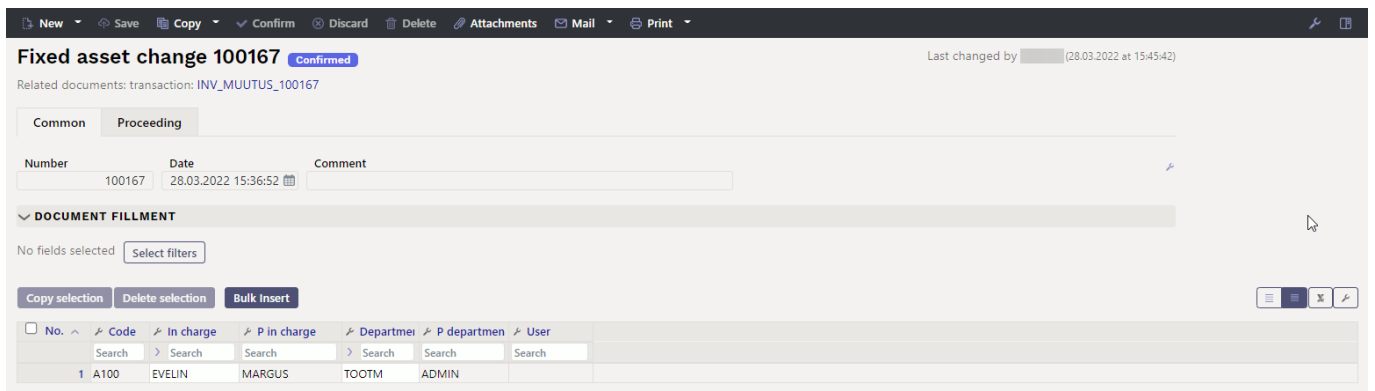 New Save Copy Confirm Discard Delete Attachments Mail Print
Fixed asset change 100167 Confirmed
Last changed by (28.03.2022 at 15:45:42)
Related documents: transaction: INV_MUUTUS_100167
Common Proceeding
Number Date Comment
100167 28.03.2022 15:36:52
DOCUMENT FILLMENT
No fields selected Select filters
Copy selection Delete selection Bulk Insert
No. Code In charge P in charge Departmen P departmen User
Search Search Search Search Search Search
1 A100 EVELIN MARGUS TOOTM ADMIN